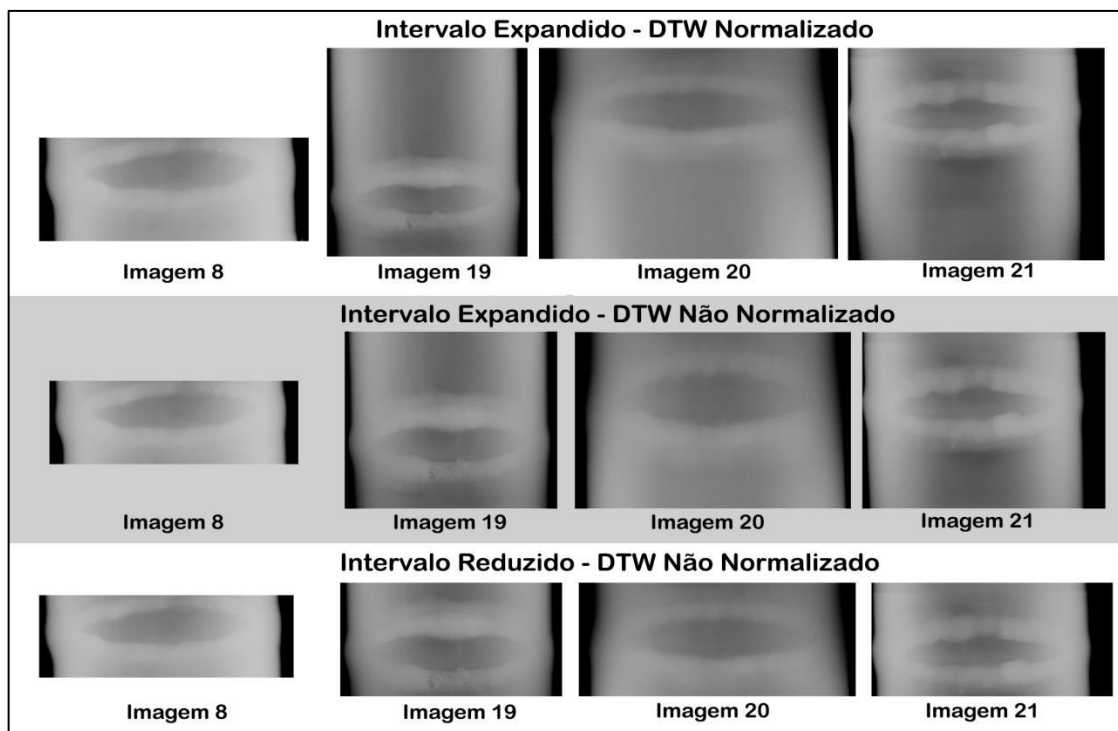 Intervalo Expandido - DTW Normalizado
Imagem 8
Imagem 19
Imagem 20
Imagem 21
Intervalo Expandido - DTW Não Normalizado
Imagem 8
Imagem 19
Imagem 20
Imagem 21
Intervalo Reduzido - DTW Não Normalizado
Imagem 8
Imagem 19
Imagem 20
Imagem 21